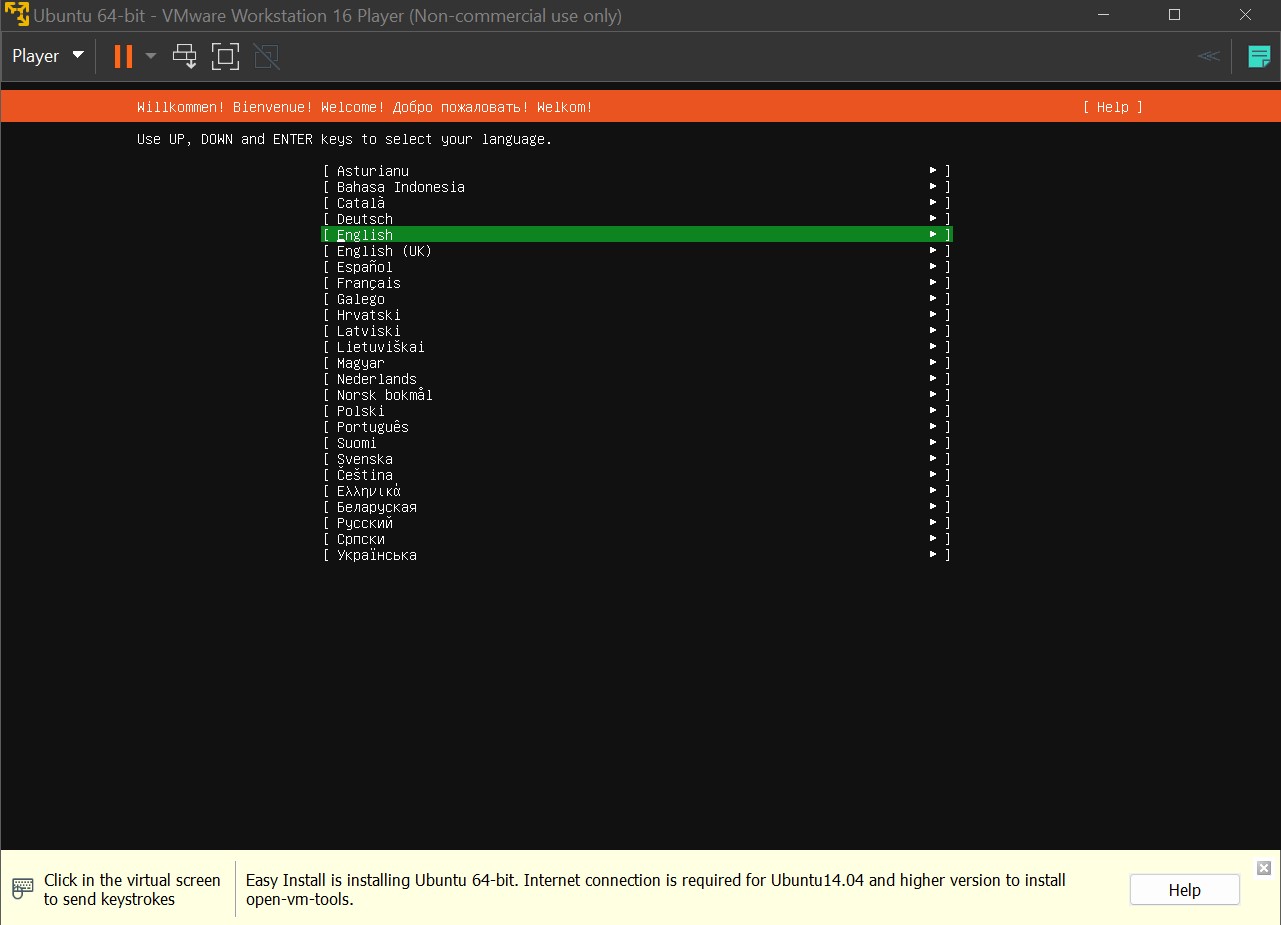 Ubuntu 64-bit - VMware Workstation 16 Player (Non-commercial use only)
Player
Willkommen! Bienvenue! Welcome! Добро пожаловать! Welkom! [ Help ]
Use UP, DOWN and ENTER keys to select your language.
[ Asturianu ▸ ]
[ Bahasa Indonesia ▸ ]
[ Català ▸ ]
[ Deutsch ▸ ]
[ English ▸ ]
[ English (UK) ▸ ]
[ Español ▸ ]
[ Français ▸ ]
[ Galego ▸ ]
[ Hrvatski ▸ ]
[ Latviski ▸ ]
[ Lietuviškai ▸ ]
[ Magyar ▸ ]
[ Nederlands ▸ ]
[ Norsk bokmål ▸ ]
[ Polski ▸ ]
[ Português ▸ ]
[ Suomi ▸ ]
[ Svenska ▸ ]
[ Čeština ▸ ]
[ Ελληνικά ▸ ]
[ Беларуская ▸ ]
[ Русский ▸ ]
[ Српски ▸ ]
[ Українська ▸ ]
Click in the virtual screen
to send keystrokes
Easy Install is installing Ubuntu 64-bit. Internet connection is required for Ubuntu14.04 and higher version to install
open-vm-tools.
Help